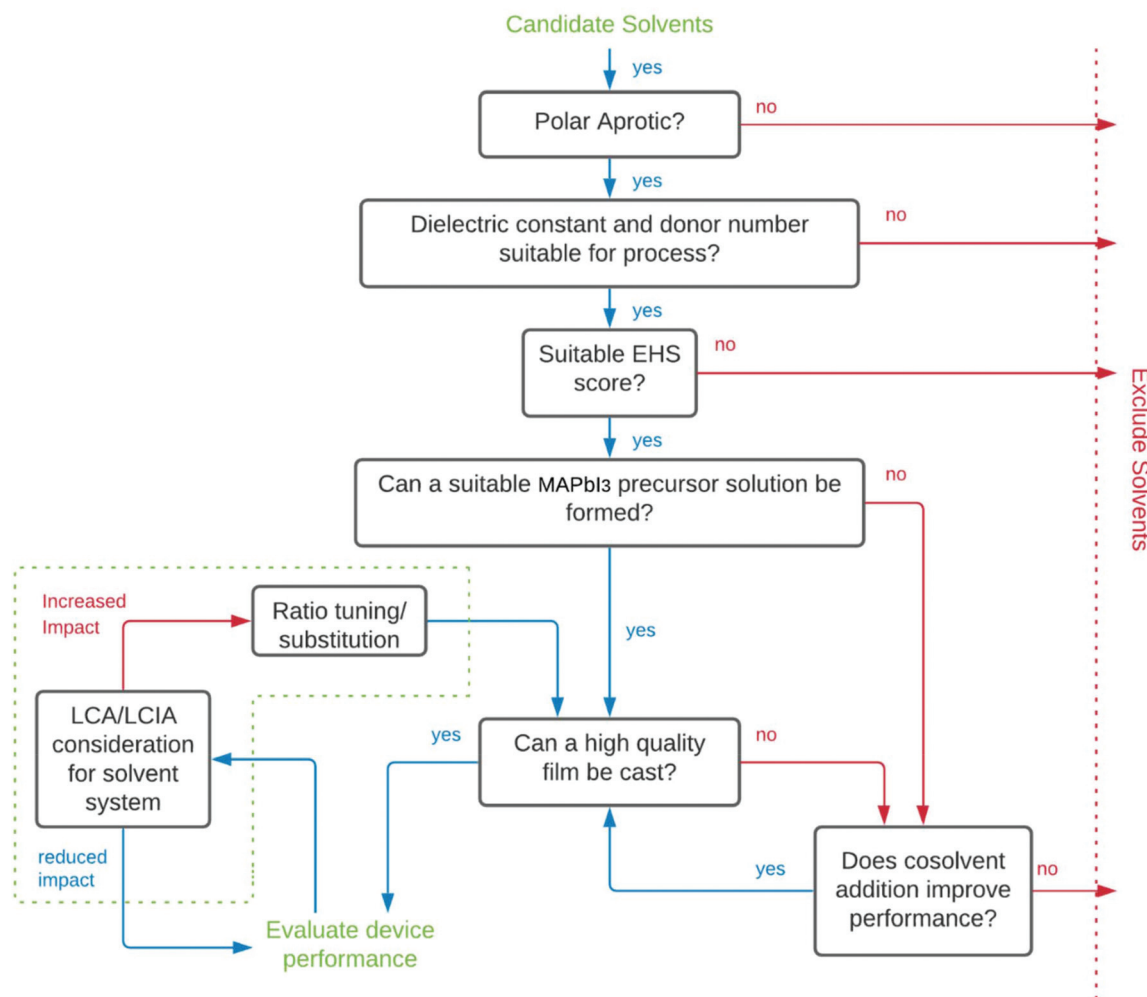 Candidate Solvents
yes
Polar Aprotic?
no
yes
Dielectric constant and donor number
suitable for process?
no
yes
Suitable EHS
score?
no
yes
Can a suitable MAPbI3 precursor solution be
formed?
no
Exclude Solvents
Increased
Impact
Ratio tuning/
substitution
yes
LCA/LCIA
consideration
for solvent
system
yes
Can a high quality
film be cast?
no
reduced
impact
yes
Does cosolvent
addition improve
performance?
no
Evaluate device
performance